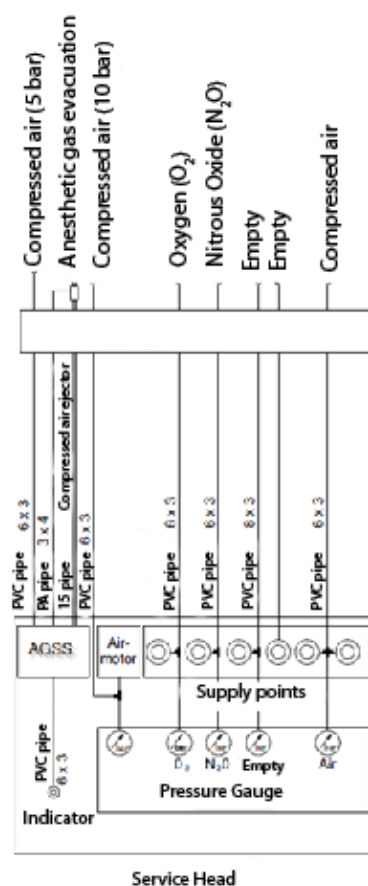 Compressed air (5 bar)
Anesthetic gas evacuation
Compressed air (10 bar)
Oxygen (O₂)
Nitrous Oxide (N₂O)
Empty
Empty
Compressed air
PVC pipe 6 x 3
PA pipe 3 x 4
15 pipe
Compressed air ejector
PVC pipe 6 x 3
PVC pipe 6 x 3
PVC pipe 6 x 3
PVC pipe 8 x 3
PVC pipe 6 x 3
AGSS
Air-
motor
Supply points
PVC pipe
6 x 3
O₂
N₂O
Empty
Air
Pressure Gauge
Indicator
Service Head